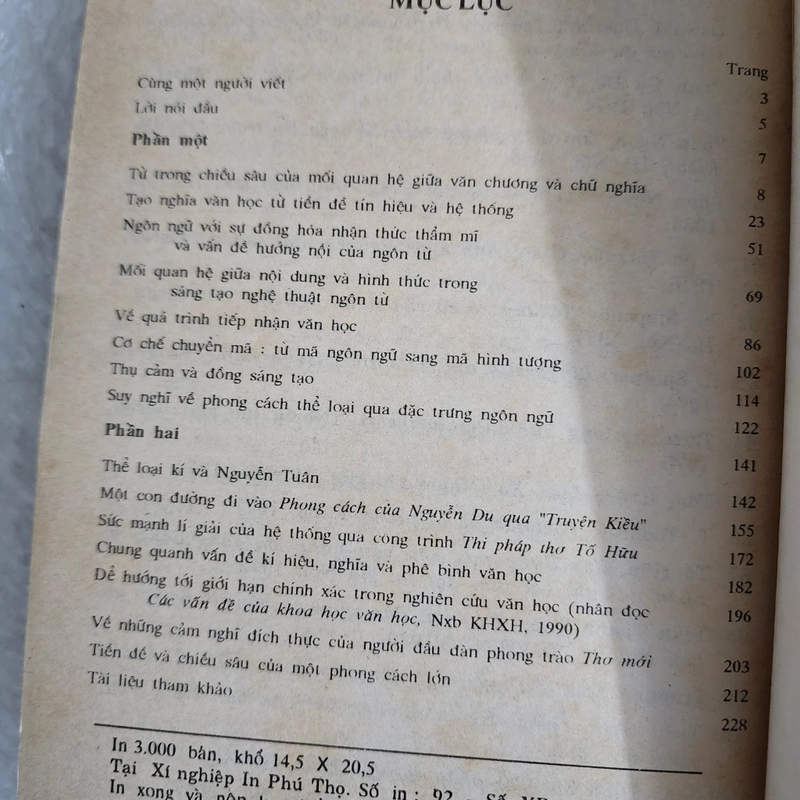 MỤC LỤC
Trang
Cùng một người viết 3
Lời nói đầu 5
Phần một 7
Từ trong chiều sâu của mối quan hệ giữa văn chương và chữ nghĩa 8
Tạo nghĩa văn học từ tiền đề tín hiệu và hệ thống 23
Ngôn ngữ với sự đồng hóa nhận thức thẩm mĩ
và vấn đề hướng nội của ngôn từ 51
Mối quan hệ giữa nội dung và hình thức trong
sáng tạo nghệ thuật ngôn từ 69
Về quá trình tiếp nhận văn học 86
Cơ chế chuyển mã : từ mã ngôn ngữ sang mã hình tượng 102
Thụ cảm và đồng sáng tạo 114
Suy nghĩ về phong cách thể loại qua đặc trưng ngôn ngữ 122
Phần hai 141
Thể loại kí và Nguyễn Tuân 142
Một con đường đi vào Phong cách của Nguyễn Du qua "Truyện Kiều" 155
Sức mạnh lí giải của hệ thống qua công trình Thi pháp thơ Tố Hữu 172
Chung quanh vấn đề kí hiệu, nghĩa và phê bình văn học 182
Để hướng tới giới hạn chính xác trong nghiên cứu văn học (nhân đọc
Các vấn đề của khoa học văn học, Nxb KHXH, 1990) 196
Về những cảm nghĩ đích thực của người đầu đàn phong trào Thơ mới 203
Tiền đề và chiều sâu của một phong cách lớn 212
Tài liệu tham khảo 228
In 3.000 bản, khổ 14,5 X 20,5
Tại Xí nghiệp In Phú Thọ. Số in : 92 - Số
In xong và nộp